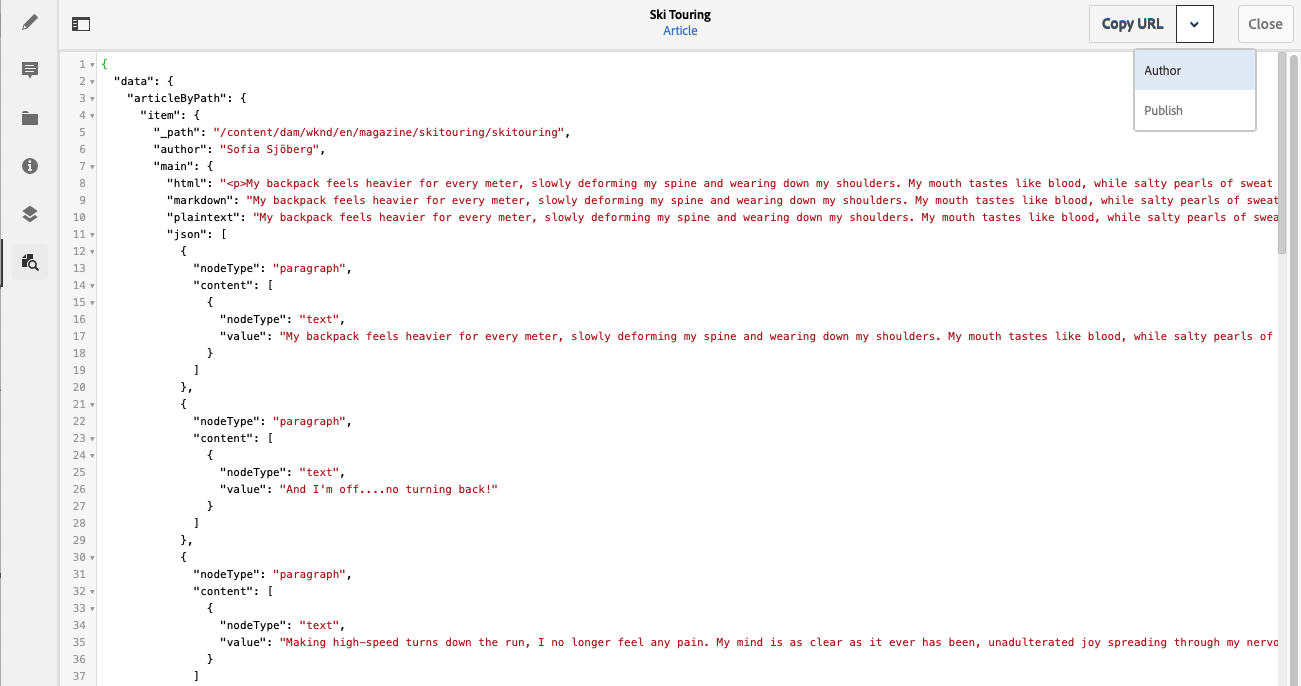 Ski Touring
Article
Copy URL
Close
Author
Publish
1 {
2 "data": {
3 "articleByPath": {
4 "item": {
5 "_path": "/content/dam/wknd/en/magazine/skitouring/skitouring",
6 "author": "Sofia Sjöberg",
7 "main": {
8 "html": "<p>My backpack feels heavier for every meter, slowly deforming my spine and wearing down my shoulders. My mouth tastes like blood, while salty pearls of sweat
9 "markdown": "My backpack feels heavier for every meter, slowly deforming my spine and wearing down my shoulders. My mouth tastes like blood, while salty pearls of sweat
10 "plaintext": "My backpack feels heavier for every meter, slowly deforming my spine and wearing down my shoulders. My mouth tastes like blood, while salty pearls of swea
11 "json": [
12 {
13 "nodeType": "paragraph",
14 "content": [
15 {
16 "nodeType": "text",
17 "value": "My backpack feels heavier for every meter, slowly deforming my spine and wearing down my shoulders. My mouth tastes like blood, while salty pearls of
18 }
19 ]
20 },
21 {
22 "nodeType": "paragraph",
23 "content": [
24 {
25 "nodeType": "text",
26 "value": "And I'm off....no turning back!"
27 }
28 ]
29 },
30 {
31 "nodeType": "paragraph",
32 "content": [
33 {
34 "nodeType": "text",
35 "value": "Making high-speed turns down the run, I no longer feel any pain. My mind is as clear as it ever has been, unadulterated joy spreading through my nervo
36 }
37 ]